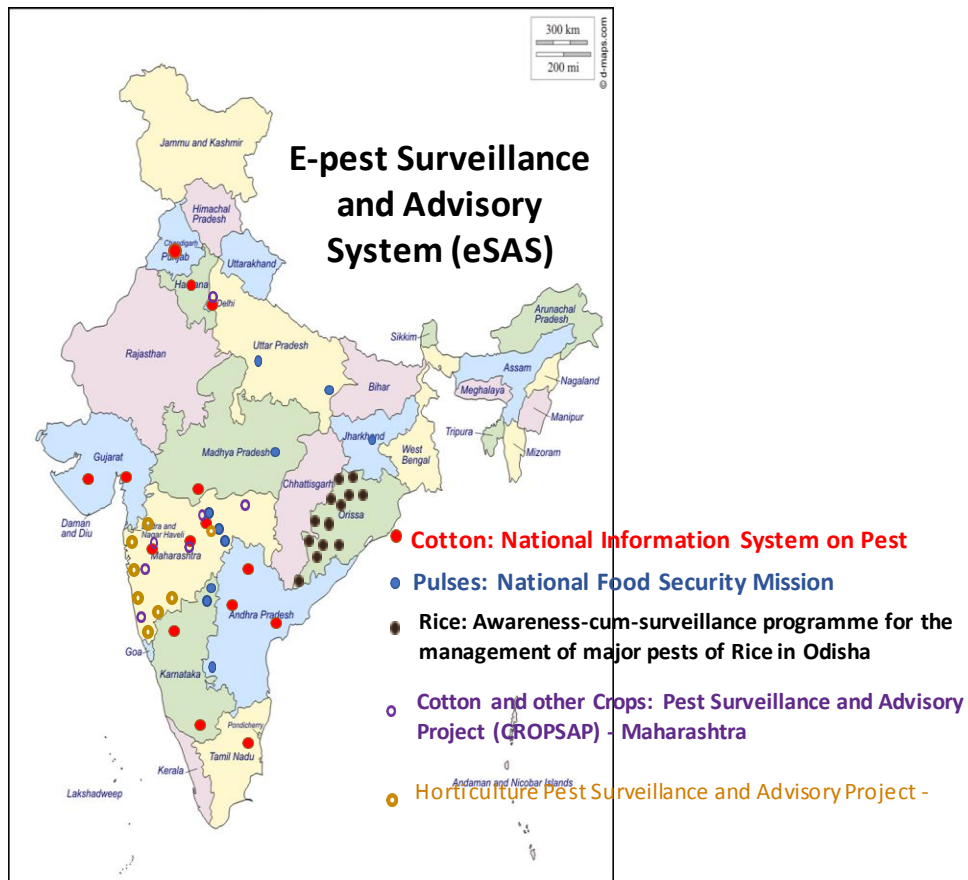 300 km
200 mi
© d-maps.com
E-pest Surveillance
and Advisory
System (eSAS)
Jammu and Kashmir
Himachal
Pradesh
Chandigarh
Punjab
Uttarakhand
Haryana
Delhi
Rajasthan
Uttar Pradesh
Sikkim
Arunachal
Pradesh
Assam
Nagaland
Bihar
Meghalaya
Manipur
Tripura
Mizoram
Jharkhand
West
Bengal
Gujarat
Madhya Pradesh
Chhattisgarh
Orissa
Daman
and Diu
and
Nagar Haveli
Maharashtra
Cotton: National Information System on Pest
Pulses: National Food Security Mission
Andhra Pradesh
Rice: Awareness-cum-surveillance programme for the
management of major pests of Rice in Odisha
Goa
Karnataka
Cotton and other Crops: Pest Surveillance and Advisory
Project (CROPSAP) - Maharashtra
Pondicherry
Tamil Nadu
Kerala
Lakshadweep
Andaman and Nicobar Islands
Horticulture Pest Surveillance and Advisory Project -